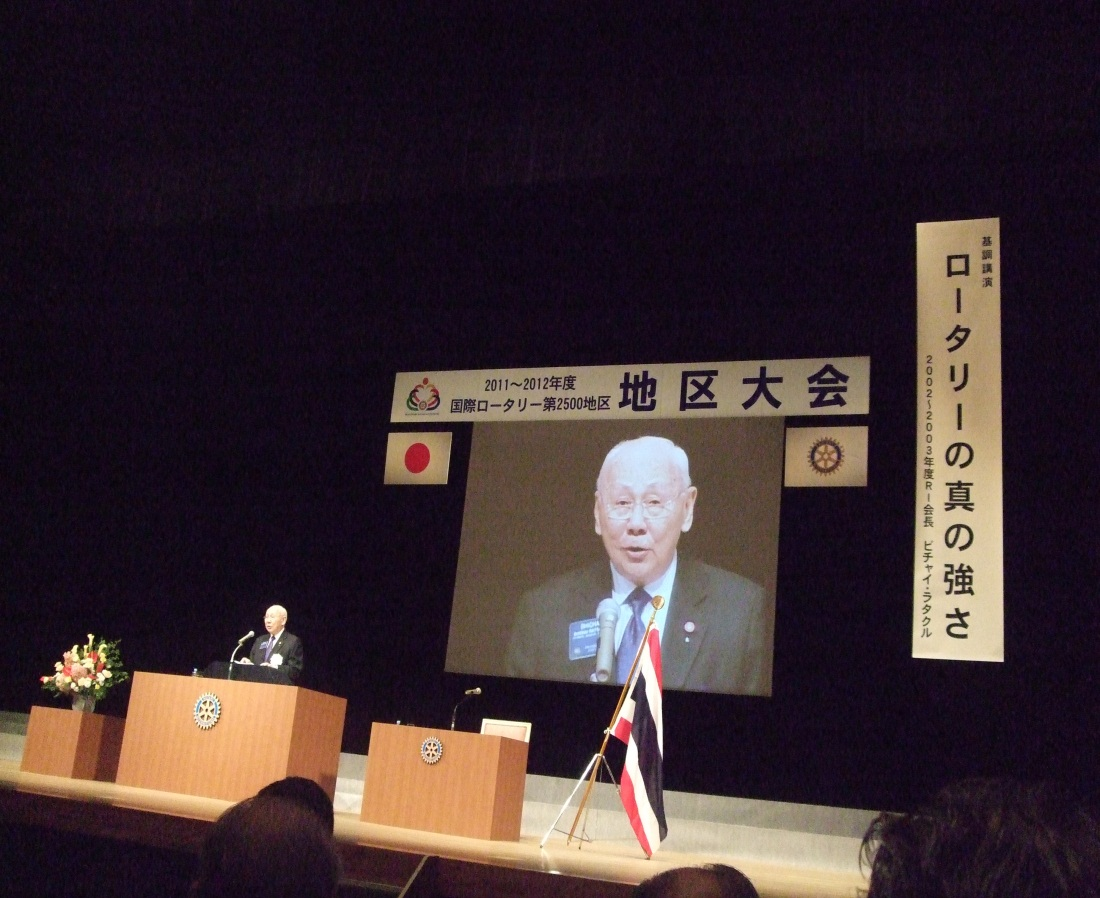 2011～2012年度
国際ロータリー第2500地区
地区大会
基調講演
ロータリーの真の強さ
2002～2003年度RI会長 ピチャイ・ラタクル